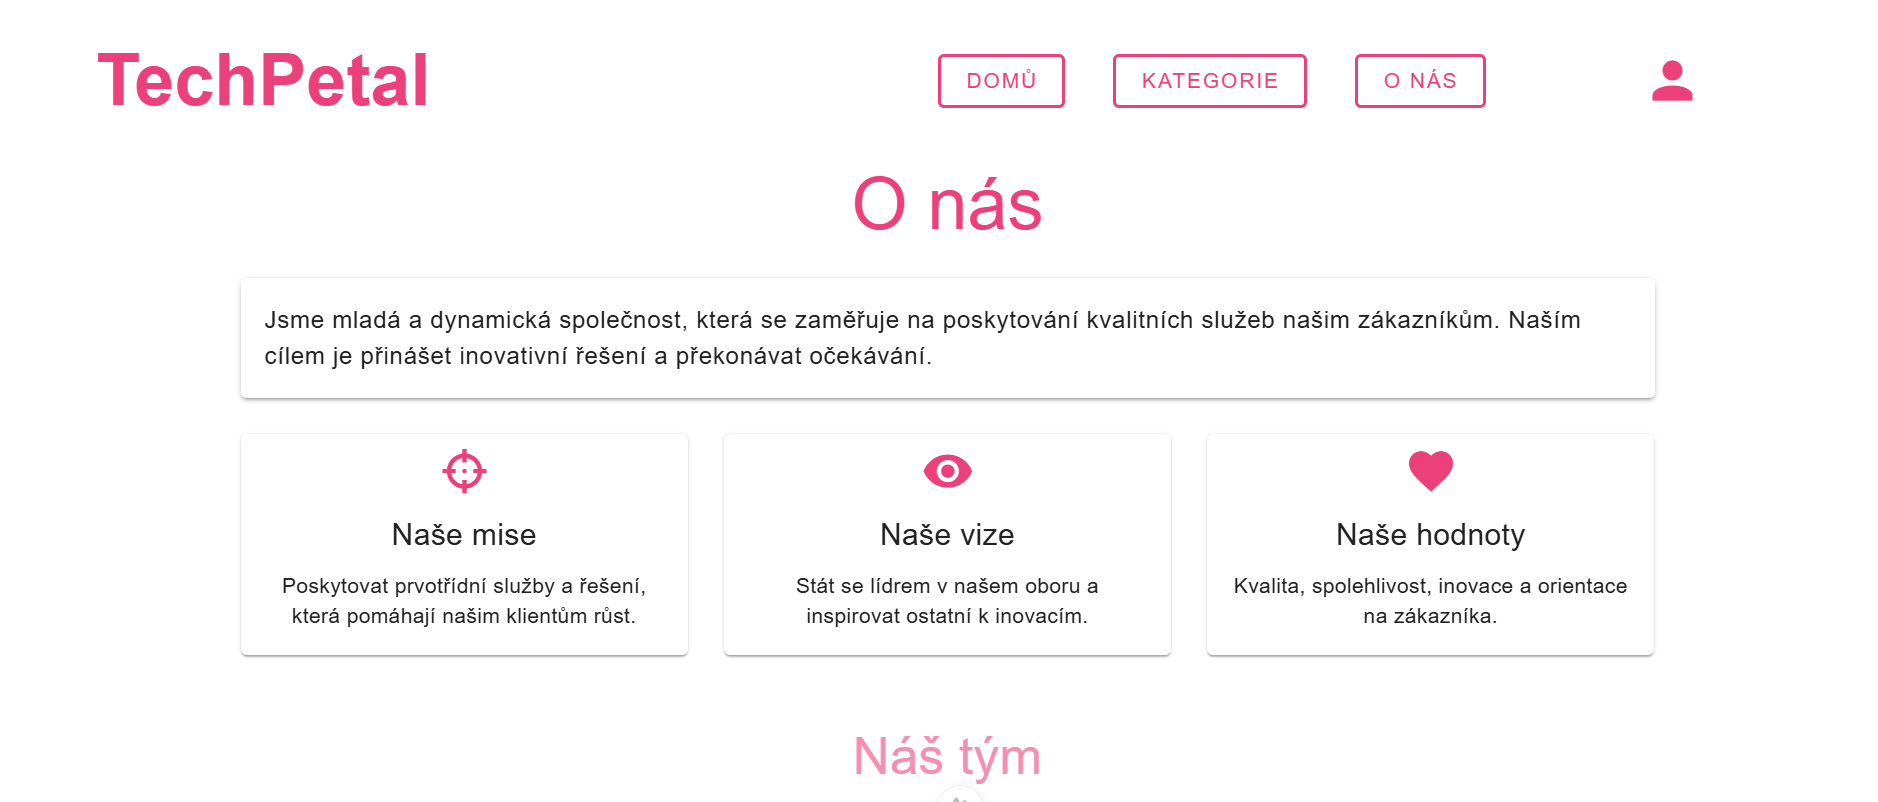 TechPetal
DOMŮ
KATEGORIE
O NÁS
O nás
Jsme mladá a dynamická společnost, která se zaměřuje na poskytování kvalitních služeb našim zákazníkům. Naším
cílem je přinášet inovativní řešení a překonávat očekávání.
Naše mise
Poskytovat prvotřídní služby a řešení,
která pomáhají našim klientům růst.
Naše vize
Stát se lídrem v našem oboru a
inspirovat ostatní k inovacím.
Naše hodnoty
Kvalita, spolehlivost, inovace a orientace
na zákazníka.
Náš tým